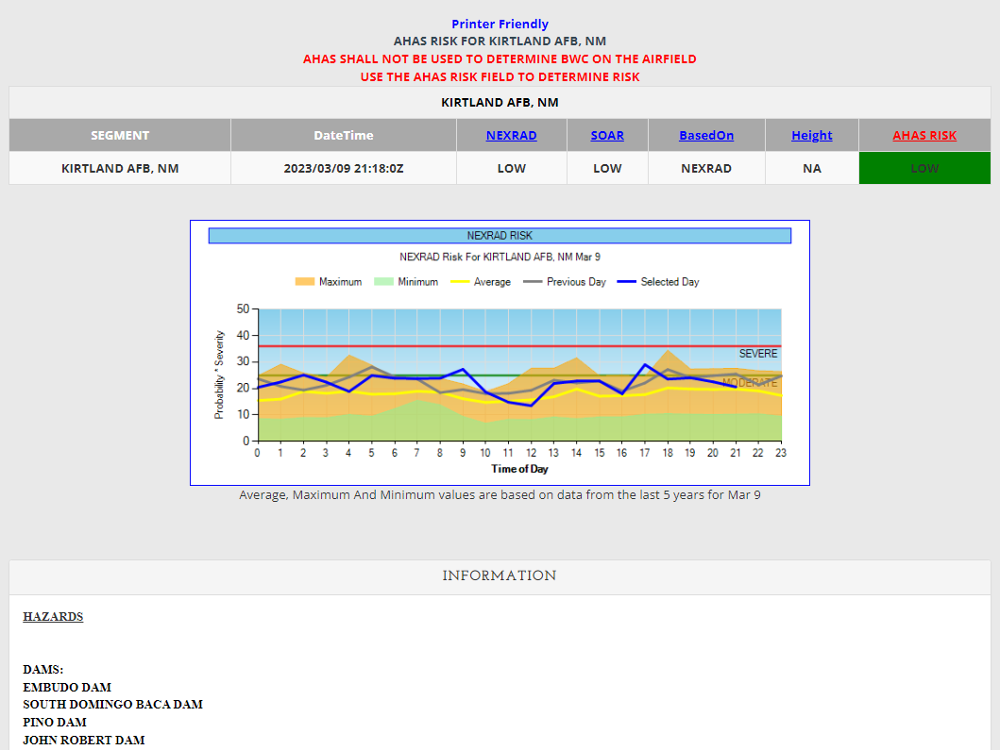 Printer Friendly
AHAS RISK FOR KIRTLAND AFB, NM
AHAS SHALL NOT BE USED TO DETERMINE BWC ON THE AIRFIELD
USE THE AHAS RISK FIELD TO DETERMINE RISK
KIRTLAND AFB, NM
SEGMENT DateTime NEXRAD SOAR BasedOn Height AHAS RISK
KIRTLAND AFB, NM 2023/03/09 21:18:0Z LOW LOW NEXRAD NA LOW
NEXRAD RISK
NEXRAD Risk For KIRTLAND AFB, NM Mar 9
Maximum Minimum Average Previous Day Selected Day
Probability * Severity
50
40
30
20
10
0
SEVERE
MODERATE
0 1 2 3 4 5 6 7 8 9 10 11 12 13 14 15 16 17 18 19 20 21 22 23
Time of Day
Average, Maximum And Minimum values are based on data from the last 5 years for Mar 9
INFORMATION
HAZARDS
DAMS:
EMBUDO DAM
SOUTH DOMINGO BACA DAM
PINO DAM
JOHN ROBERT DAM